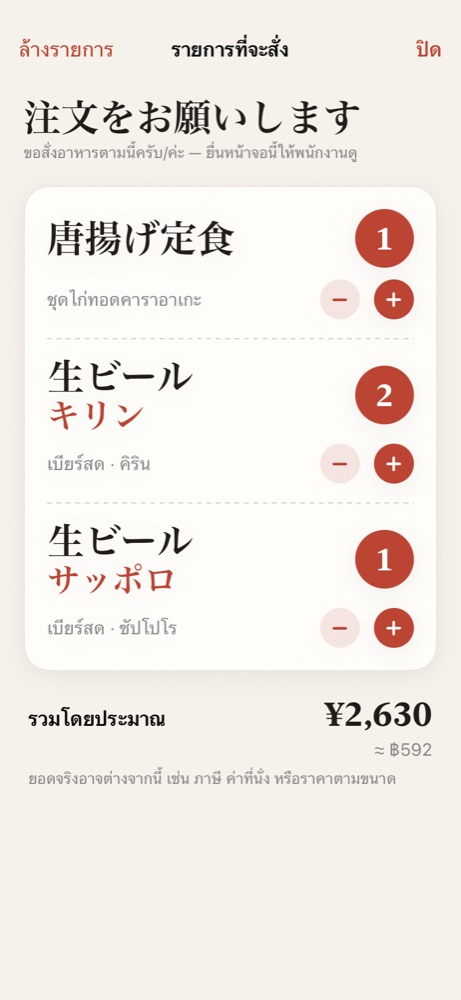 ล้างรายการ รายการที่จะสั่ง ปิด
注文をお願いします
ขอสั่งอาหารตามนี้ครับ/ค่ะ — ยื่นหน้าจอนี้ให้พนักงานดู
唐揚げ定食 1
ชุดไก่ทอดคาราอาเกะ − +
生ビール
キリン 2
เบียร์สด · คิริน − +
生ビール
サッポロ 1
เบียร์สด · ซัปโปโร − +
รวมโดยประมาณ ¥2,630
≈ ฿592
ยอดจริงอาจต่างจากนี้ เช่น ภาษี ค่าที่นั่ง หรือราคาตามขนาด